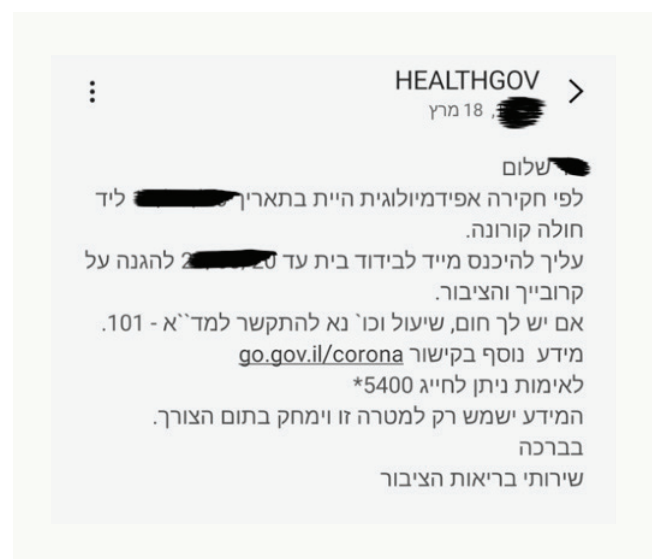 HEALTHGOV
18 מרץ
שלום
לפי חקירה אפידמיולוגית היית בתאריך ליד
חולה קורונה.
עליך להיכנס מייד לבידוד בית עד להגנה על
קרובייך והציבור.
אם יש לך חום, שיעול וכו` נא להתקשר למד``א - 101.
מידע נוסף בקישור go.gov.il/corona
לאימות ניתן לחייג 5400*
המידע ישמש רק למטרה זו וימחק בתום הצורך.
בברכה
שירותי בריאות הציבור